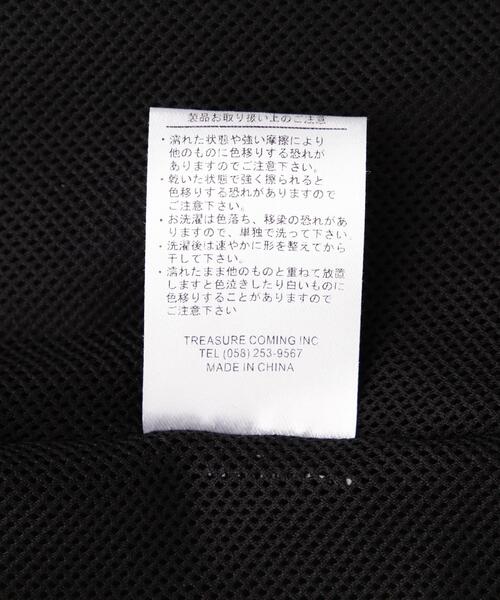 製品お取り扱い上のご注意
・濡れた状態や強い摩擦により
他のものに色移りする恐れが
ありますのでご注意下さい。
・乾いた状態で強く擦られると
色移りする恐れがありますので
ご注意下さい。
・お洗濯は色落ち、移染の恐れがあ
りますので、単独で洗って下さい。
・洗濯後は速やかに形を整えてから
干して下さい。
・濡れたまま他のものと重ねて放置
しますと色泣きしたり白いものに
色移りすることがありますので
ご注意下さい
TREASURE COMING INC
TEL (058) 253-9567
MADE IN CHINA